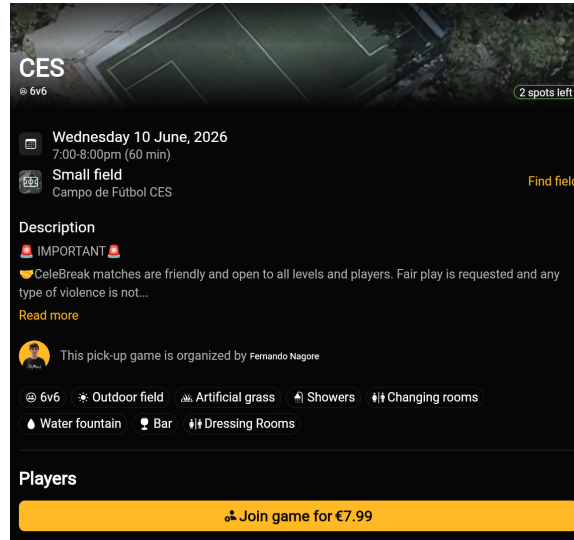 CES
6v6
2 spots left
Wednesday 10 June, 2026
7:00-8:00pm (60 min)
Small field
Campo de Fútbol CES
Find field
Description
🚨 IMPORTANT🚨
🤝CeleBreak matches are friendly and open to all levels and players. Fair play is requested and any
type of violence is not...
Read more
This pick-up game is organized by Fernando Nagore
6v6 Outdoor field Artificial grass Showers Changing rooms
Water fountain Bar Dressing Rooms
Players
Join game for €7.99